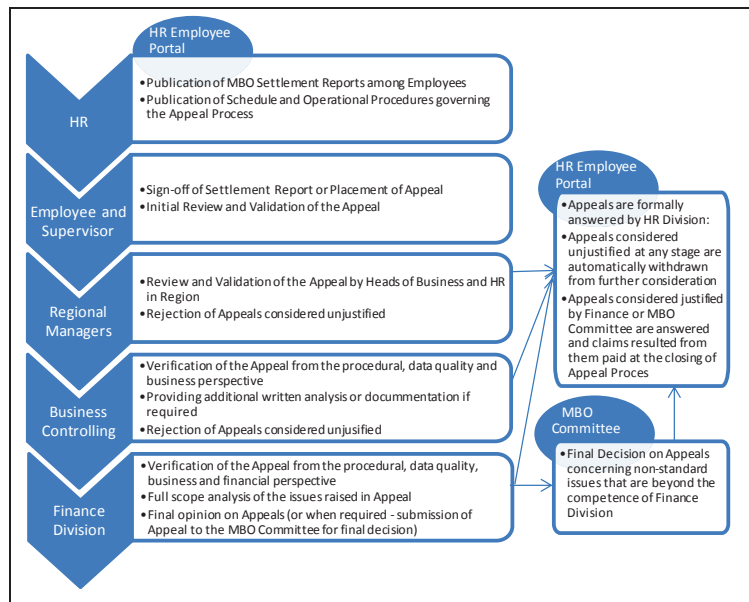 HR Employee
Portal
•Publication of MBO Settlement Reports among Employees
•Publication of Schedule and Operational Procedures governing
the Appeal Process
HR
•Sign-off of Settlement Report or Placement of Appeal
•Initial Review and Validation of the Appeal
Employee and
Supervisor
•Review and Validation of the Appeal by Heads of Business and HR
in Region
•Rejection of Appeals considered unjustified
Regional
Managers
•Verification of the Appeal from the procedural, data quality and
business perspective
•Providing additional written analysis or docummentation if
required
•Rejection of Appeals considered unjusified
Business
Controlling
•Verification of the Appeal from the procedural, data quality,
business and financial perspective
•Full scope analysis of the issues raised in Appeal
•Final opinion on Appeals (or when required - submission of
Appeal to the MBO Committee for final decision)
Finance
Division
HR Employee
Portal
•Appeals are formally
answered by HR Division:
•Appeals considered
unjustified at any stage are
automatically withdrawn
from further consideration
•Appeals considered justified
by Finance or MBO
Committee are answered
and claims resulted from
them paid at the closing of
Appeal Proces
MBO
Committee
•Final Decision on Appeals
concerning non-standard
issues that are beyond the
competence of Finance
Division